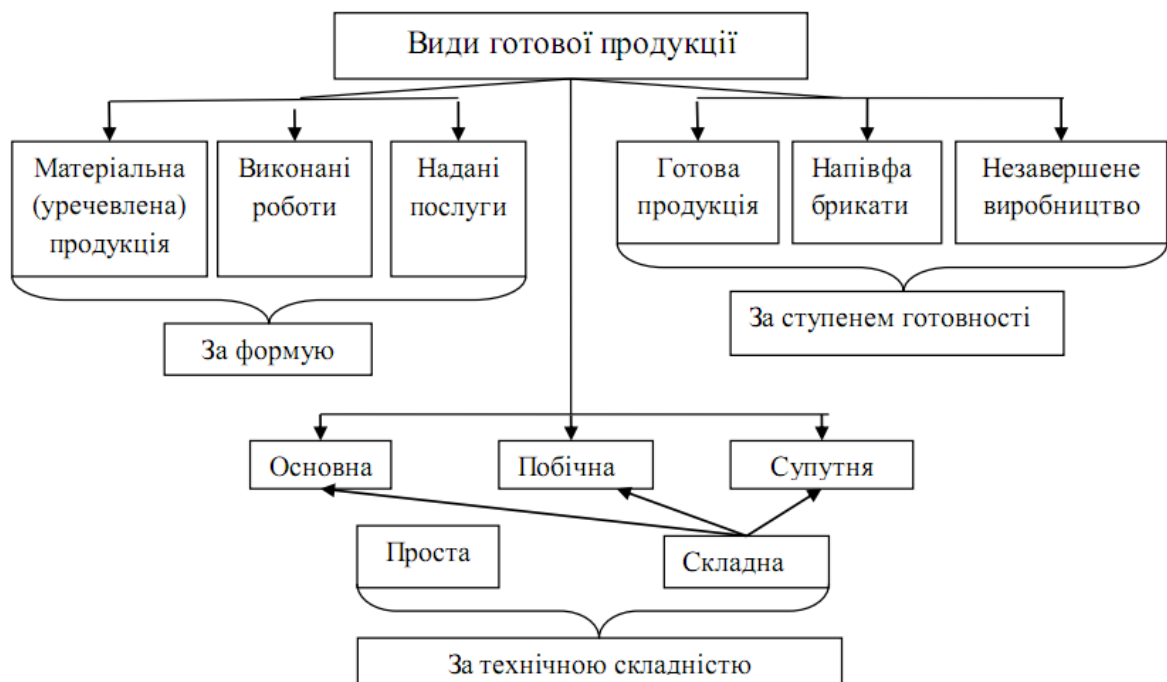 Види готової продукції
Матеріальна
(уречевлена)
продукція
Виконані
роботи
Надані
послуги
Готова
продукція
Напівфа
брикати
Незавершене
виробництво
За формую
За ступенем готовності
Основна
Побічна
Супутня
Проста
Складна
За технічною складністю